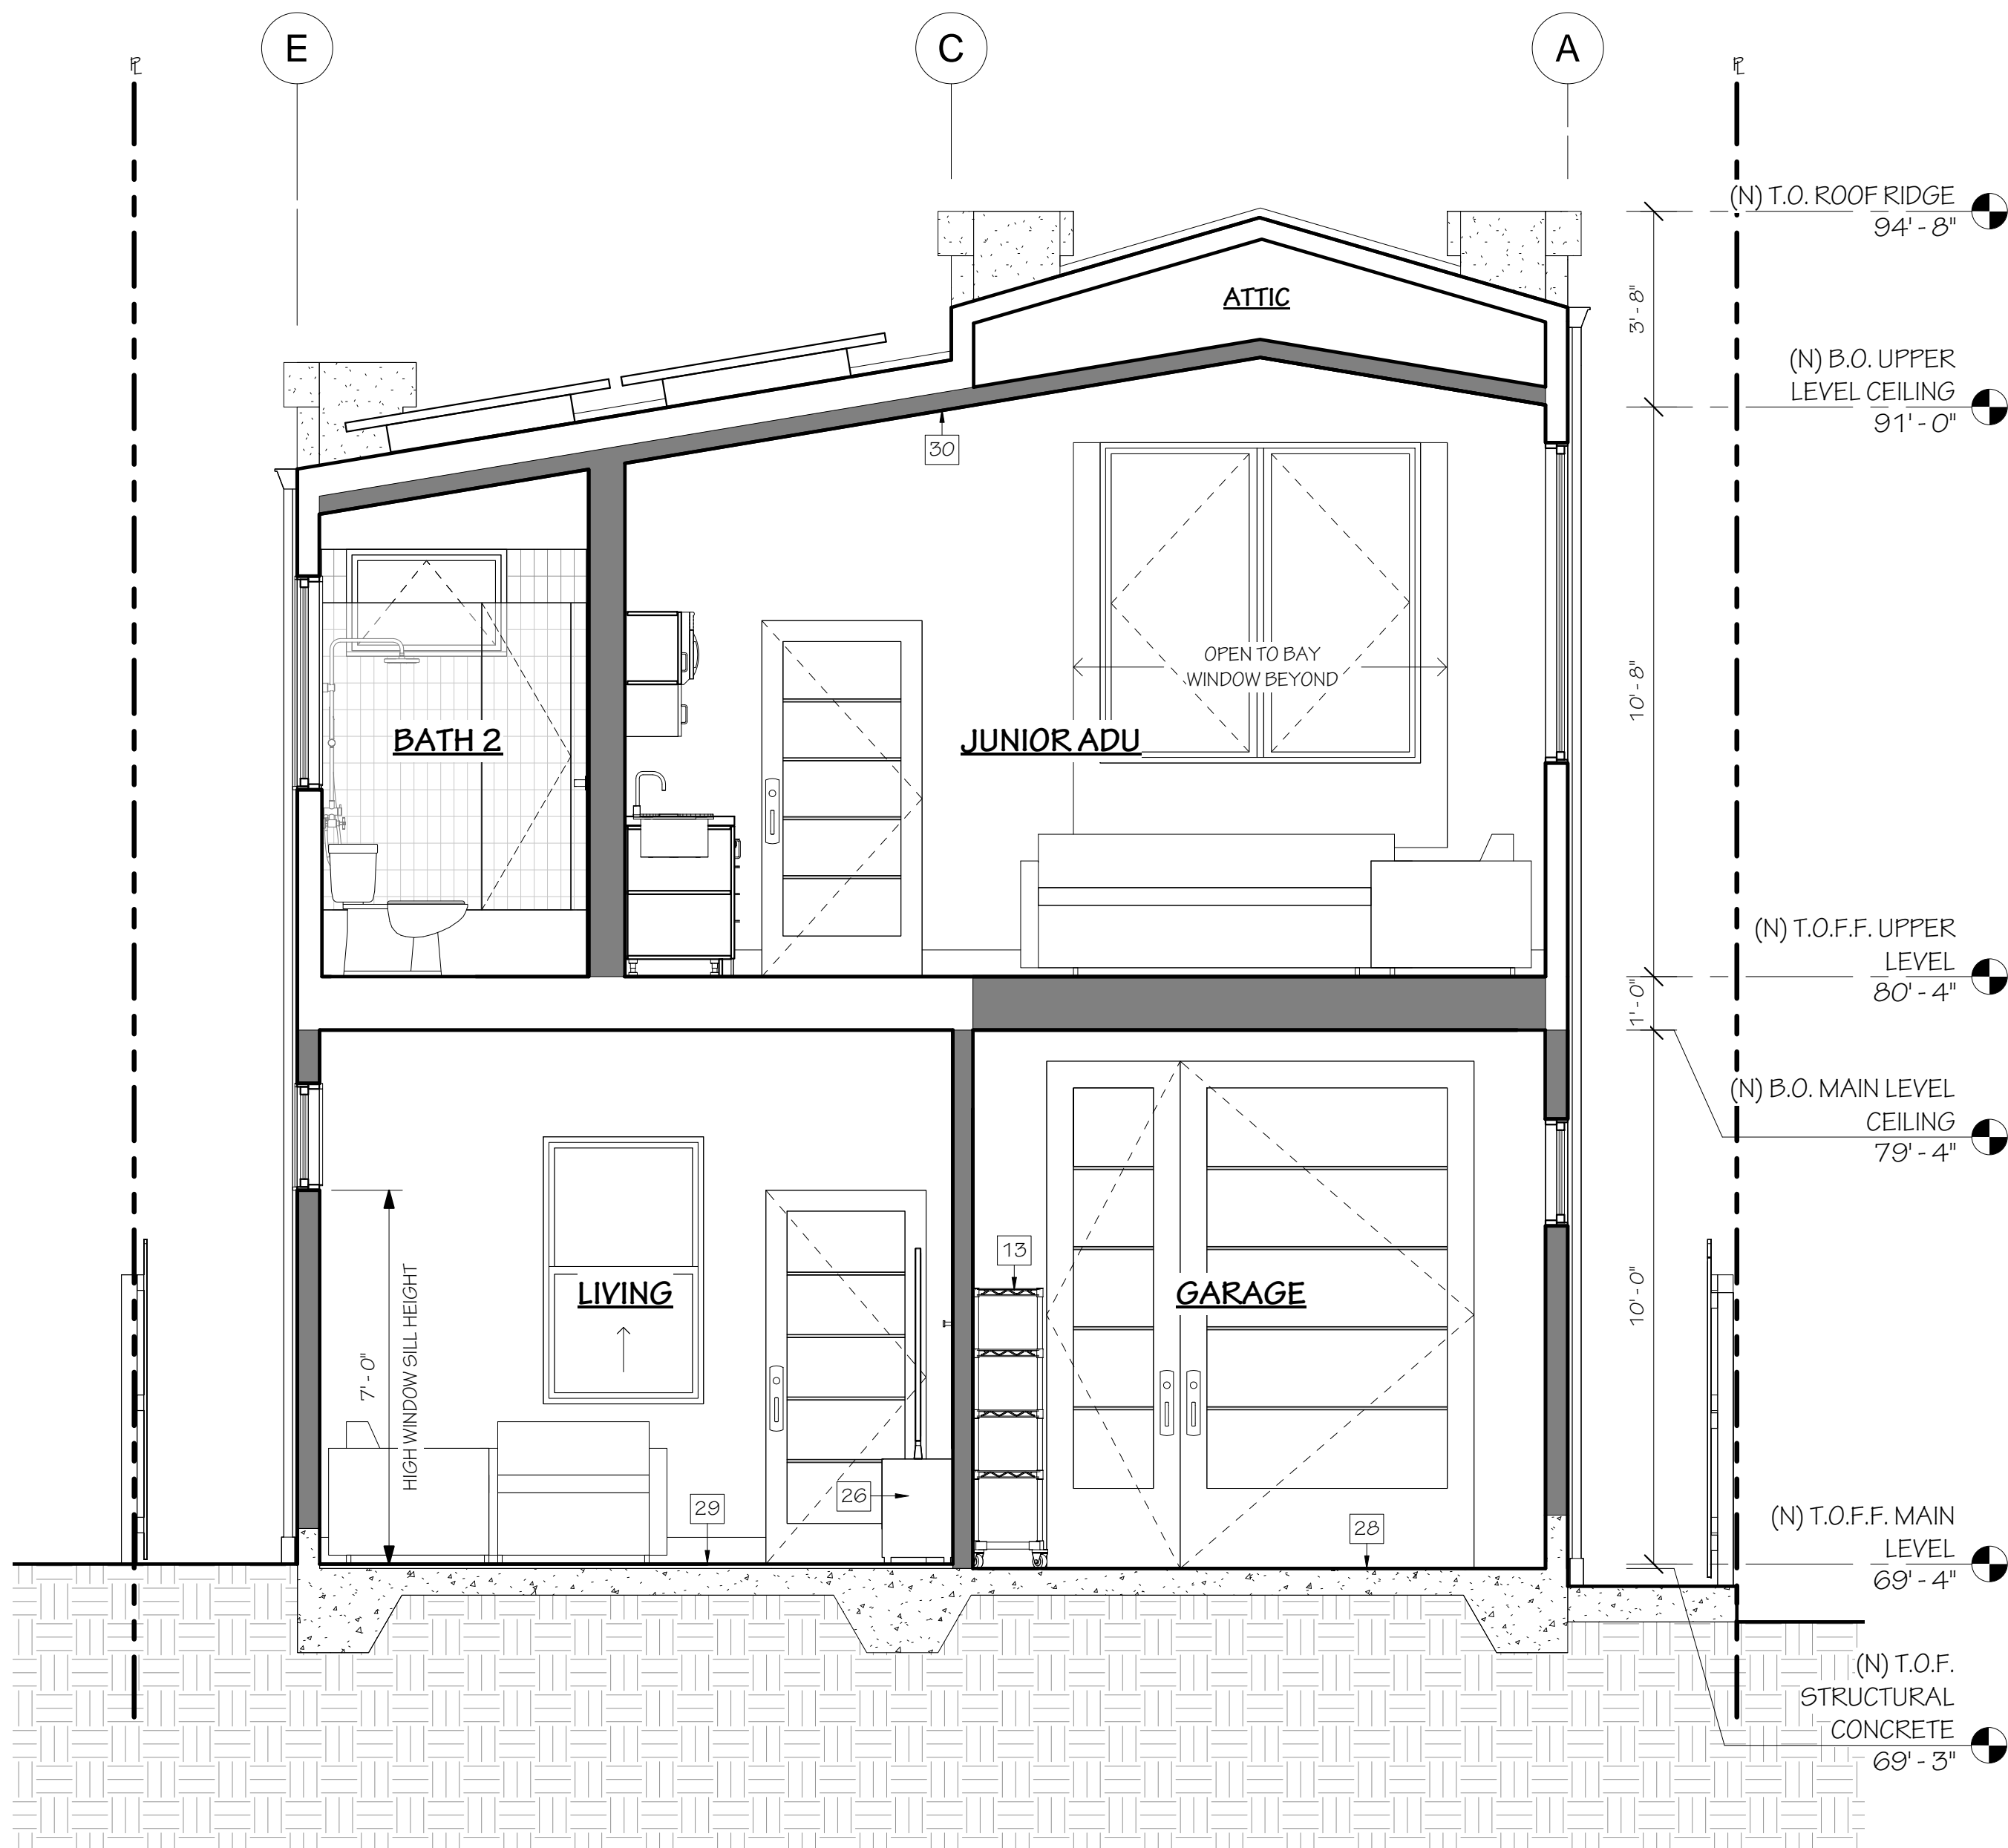 E
C
A
PL
PL
(N) T.O. ROOF RIDGE
94' - 8"
3' - 8"
ATTIC
(N) B.O. UPPER
LEVEL CEILING
91' - 0"
30
OPEN TO BAY
WINDOW BEYOND
10' - 8"
BATH 2
JUNIOR ADU
(N) T.O.F.F. UPPER
LEVEL
80' - 4"
1' - 0"
(N) B.O. MAIN LEVEL
CEILING
79' - 4"
13
LIVING
GARAGE
10' - 0"
7' - 0"
HIGH WINDOW SILL HEIGHT
26
29
28
(N) T.O.F.F. MAIN
LEVEL
69' - 4"
(N) T.O.F.
STRUCTURAL
CONCRETE
69' - 3"